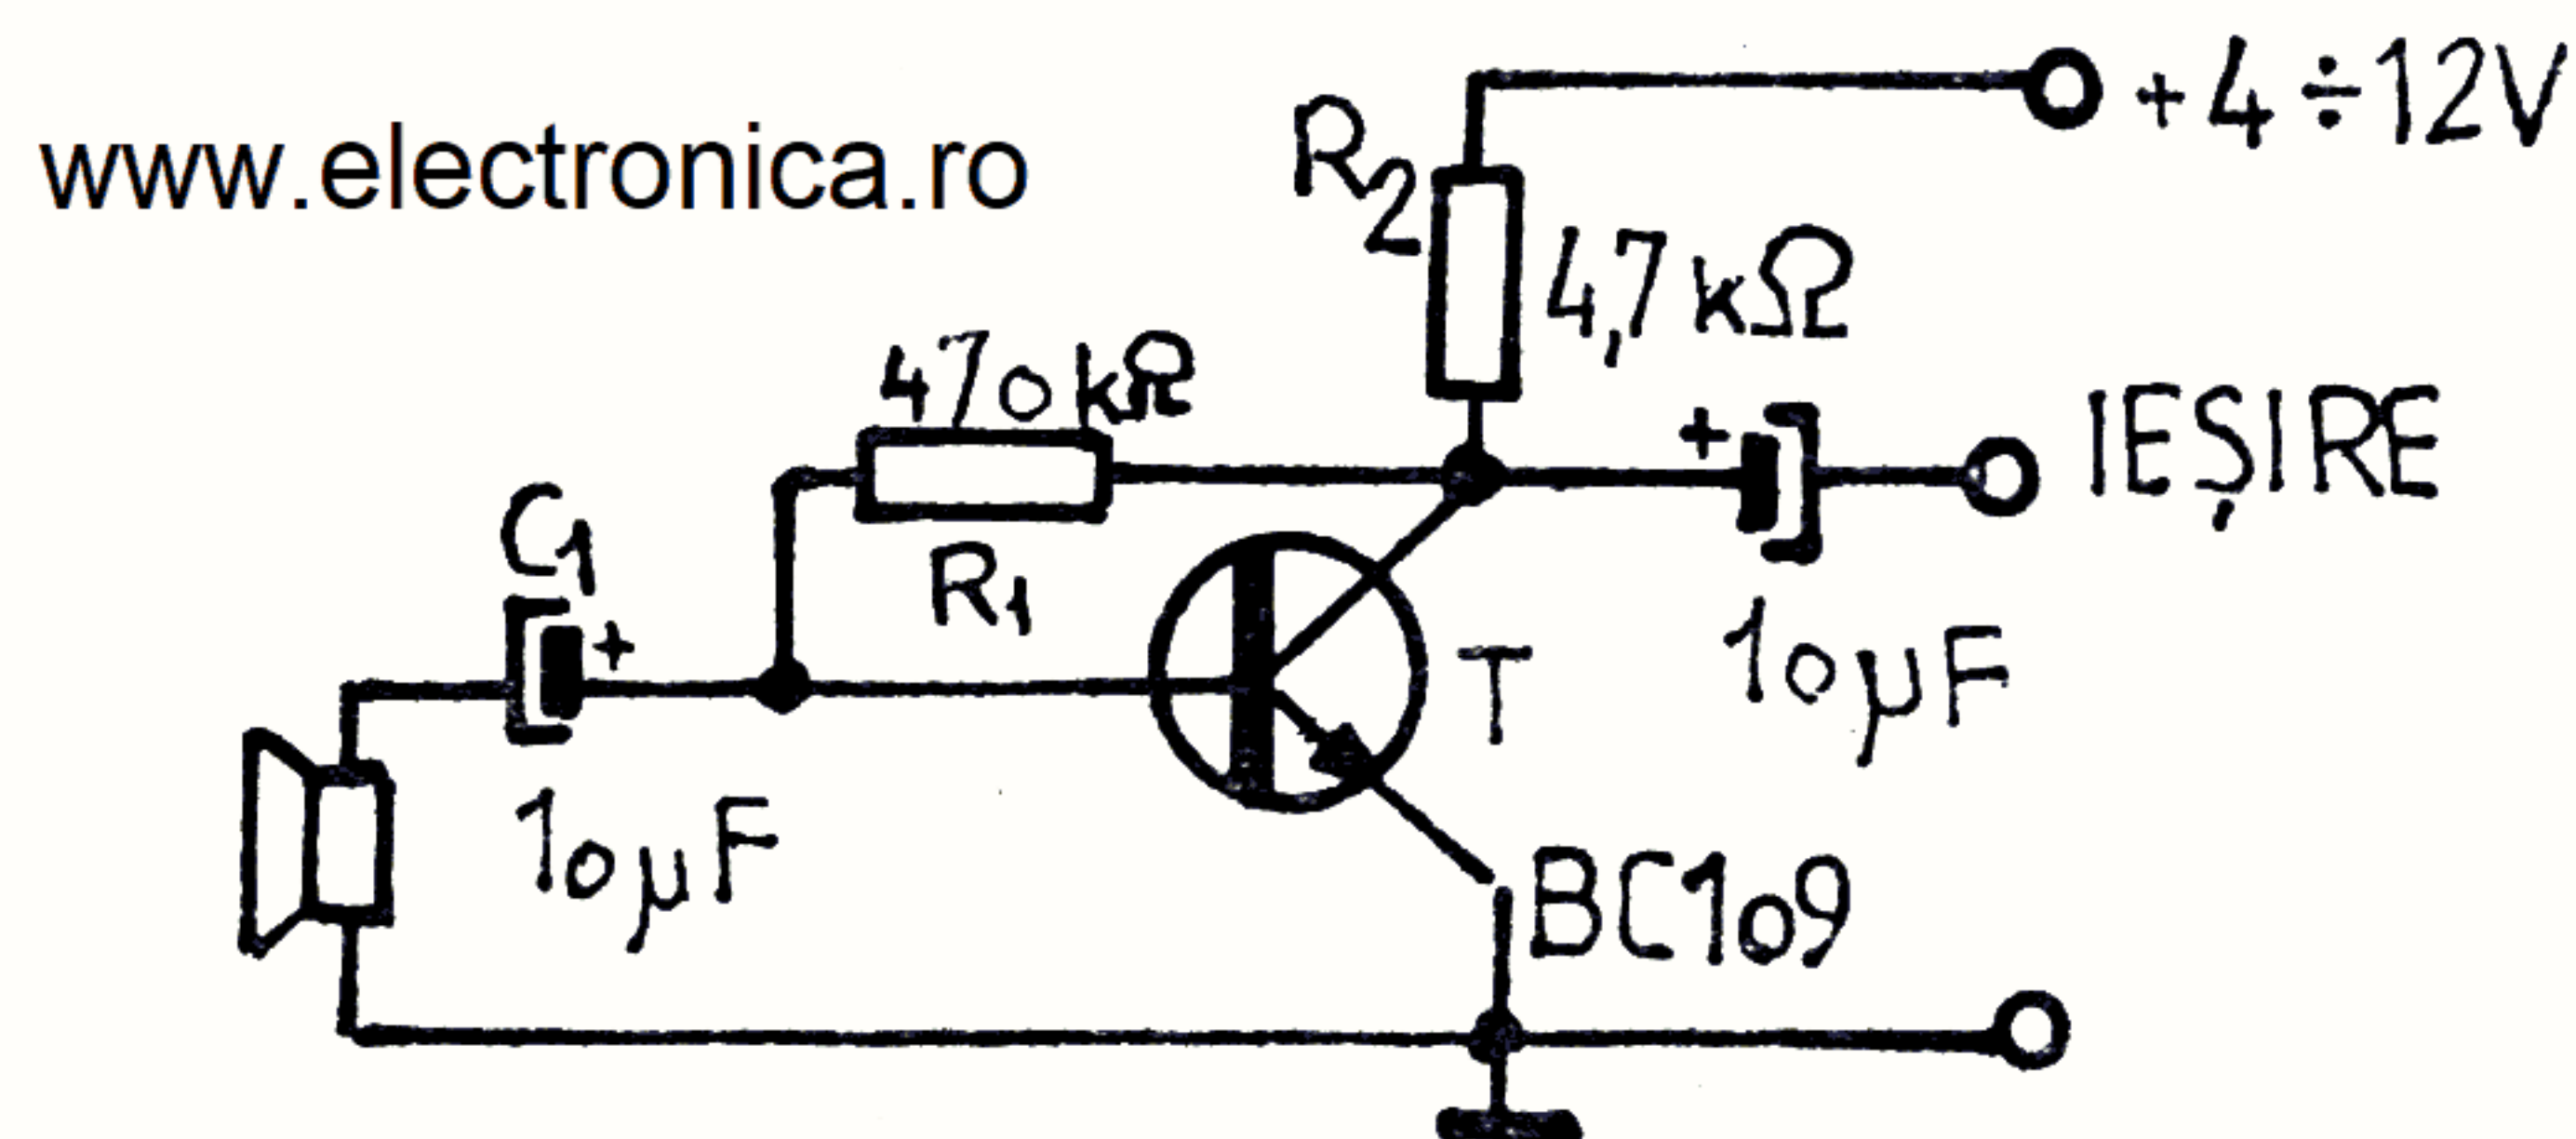 www.electronica.ro
+4÷12V
R2
4,7kΩ
470kΩ
R1
IEȘIRE
+
C1
+
10µF
T
10µF
BC109